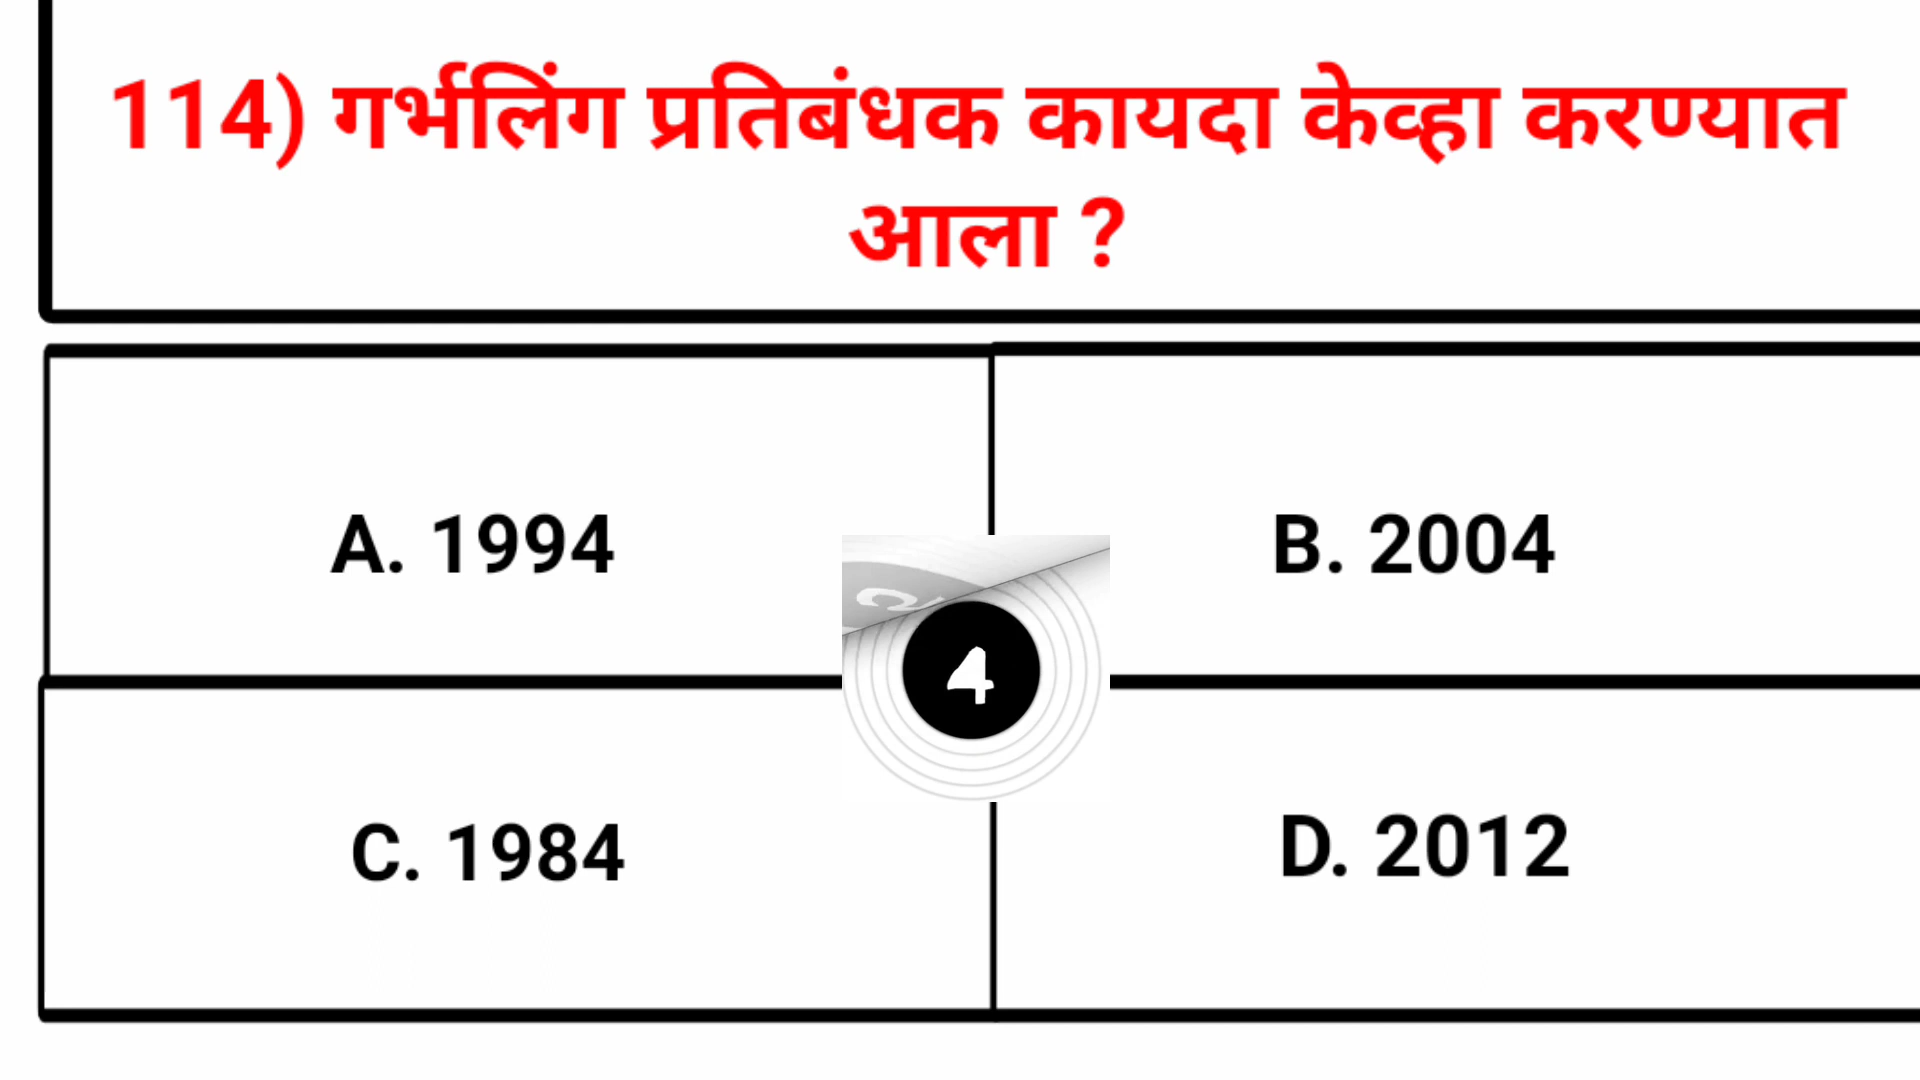 114) गर्भलिंग प्रतिबंधक कायदा केव्हा करण्यात
आला ?
A. 1994
B. 2004
4
C. 1984
D. 2012